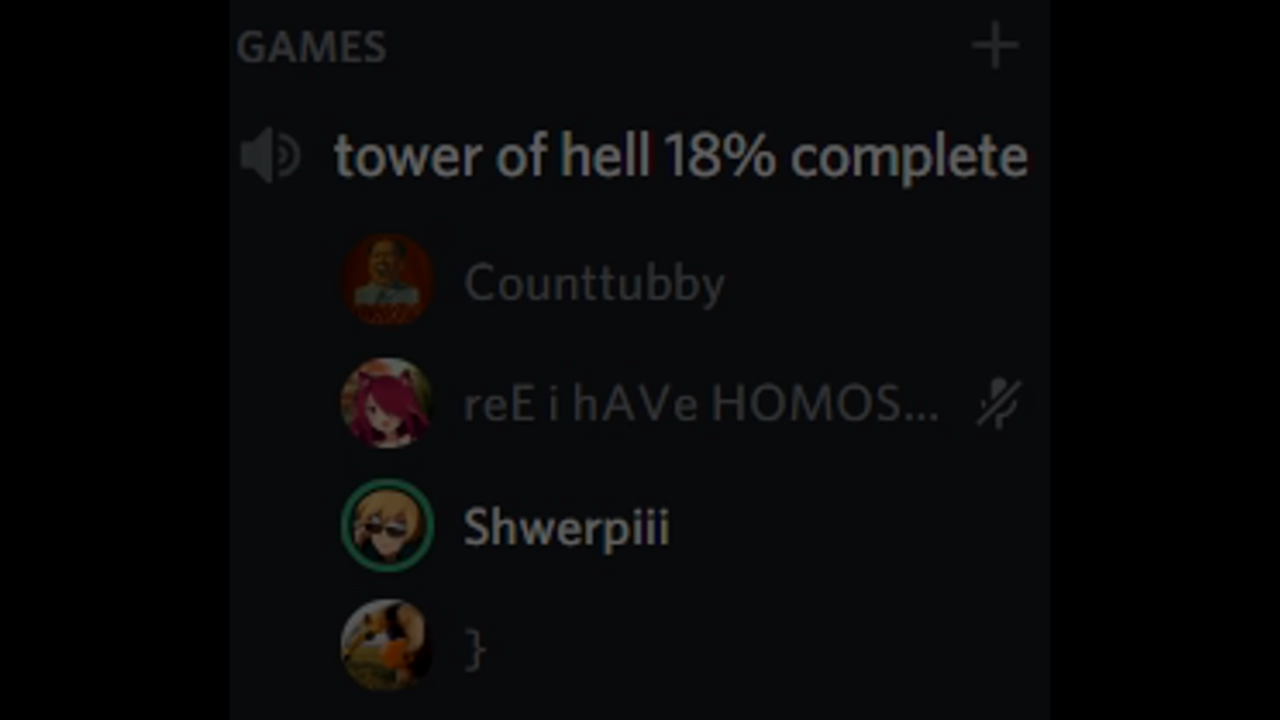 GAMES
tower of hell 18% complete
Counttubby
reE i hAVe HOMOS...
Shwerpiii
}